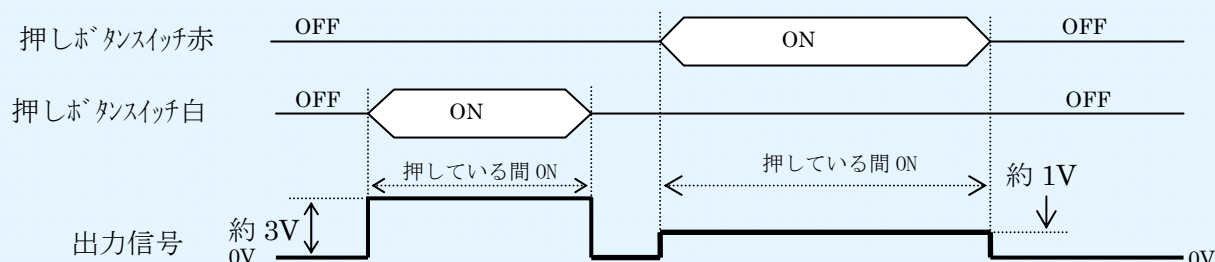 押しボタンスイッチ赤 OFF ON OFF
押しボタンスイッチ白 OFF ON OFF
押している間 ON 押している間 ON 約 1V
出力信号 約 3V 0V 0V